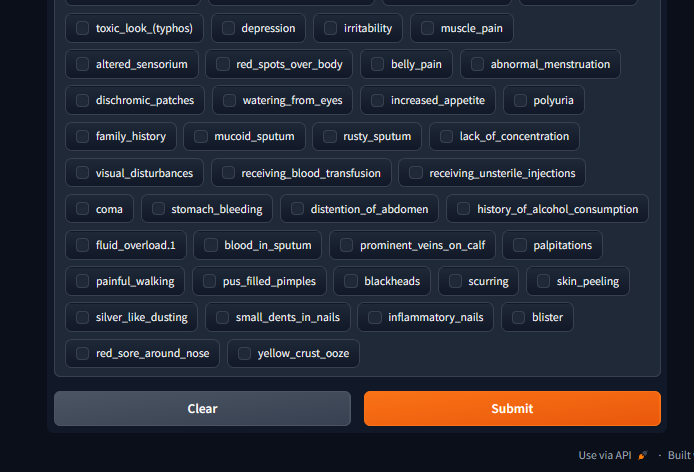 toxic_look_(typhos) depression irritability muscle_pain
altered_sensorium red_spots_over_body belly_pain abnormal_menstruation
dischromic_patches watering_from_eyes increased_appetite polyuria
family_history mucoid_sputum rusty_sputum lack_of_concentration
visual_disturbances receiving_blood_transfusion receiving_unsterile_injections
coma stomach_bleeding distention_of_abdomen history_of_alcohol_consumption
fluid_overload.1 blood_in_sputum prominent_veins_on_calf palpitations
painful_walking pus_filled_pimples blackheads scurring skin_peeling
silver_like_dusting small_dents_in_nails inflammatory_nails blister
red_sore_around_nose yellow_crust_ooze
Clear Submit
Use via API · Built